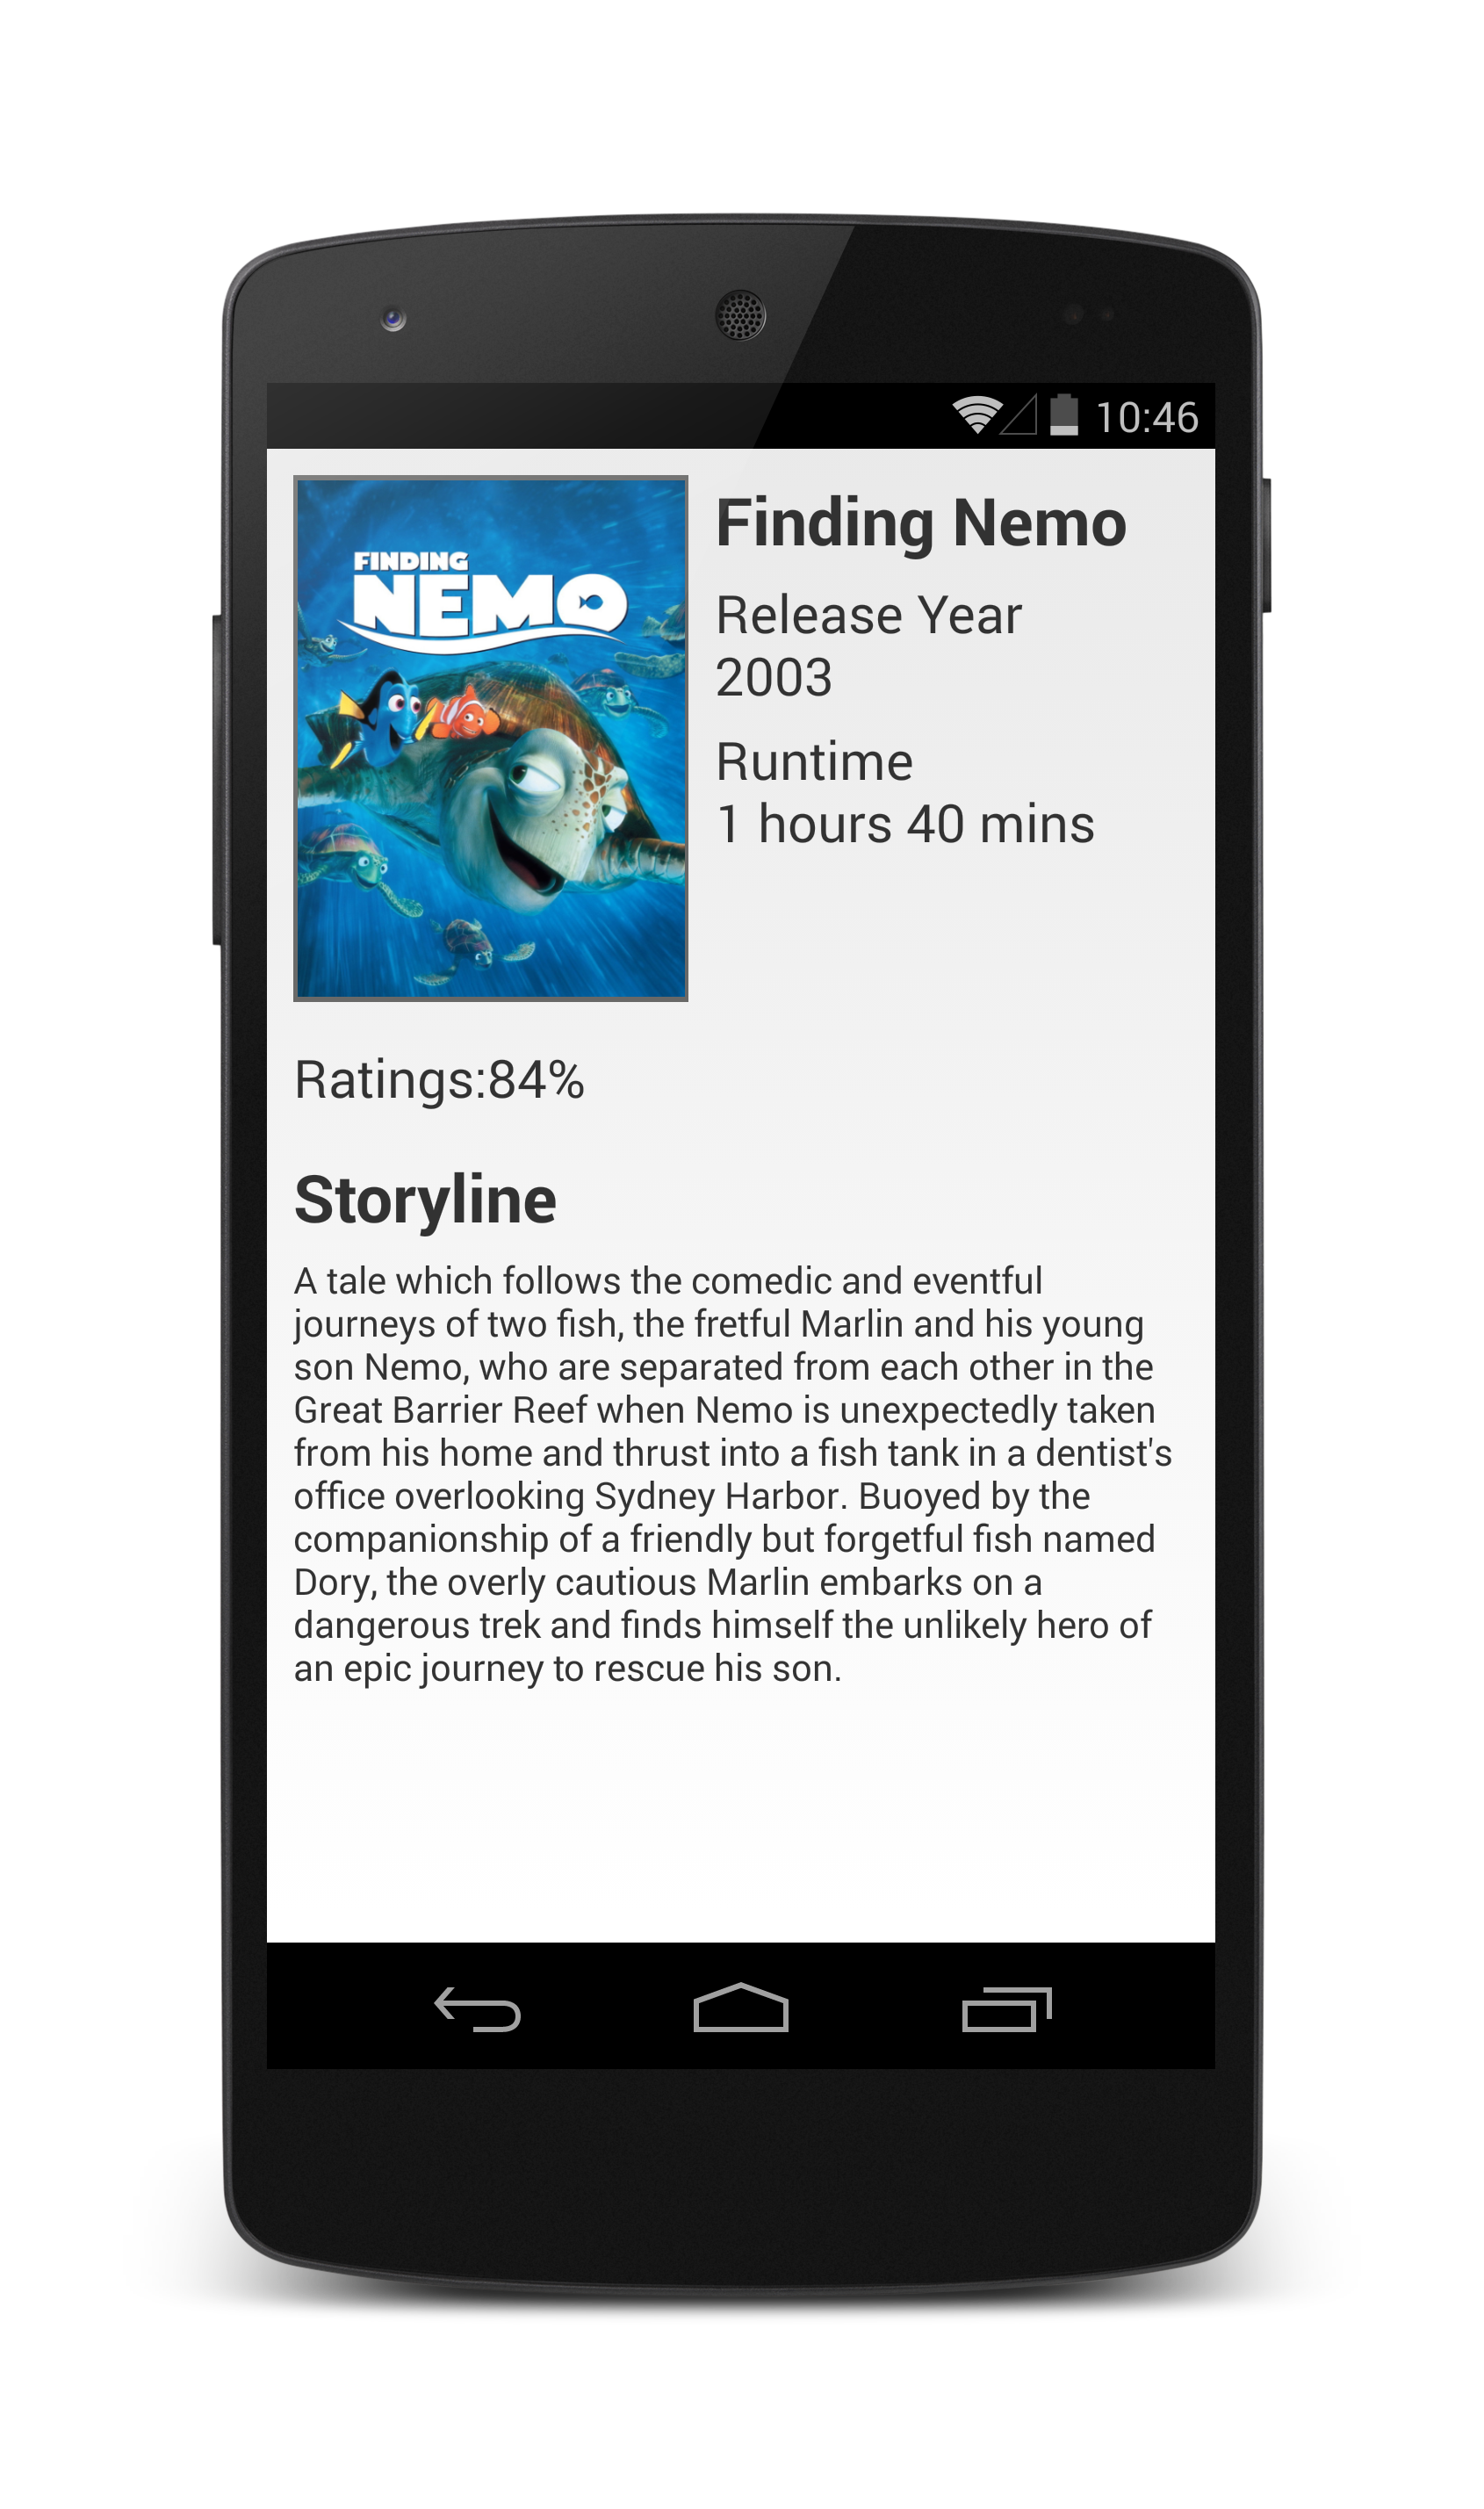 10:46
FINDING
NEMO
Finding Nemo
Release Year
2003
Runtime
1 hours 40 mins
Ratings:84%
Storyline
A tale which follows the comedic and eventful
journeys of two fish, the fretful Marlin and his young
son Nemo, who are separated from each other in the
Great Barrier Reef when Nemo is unexpectedly taken
from his home and thrust into a fish tank in a dentist's
office overlooking Sydney Harbor. Buoyed by the
companionship of a friendly but forgetful fish named
Dory, the overly cautious Marlin embarks on a
dangerous trek and finds himself the unlikely hero of
an epic journey to rescue his son.